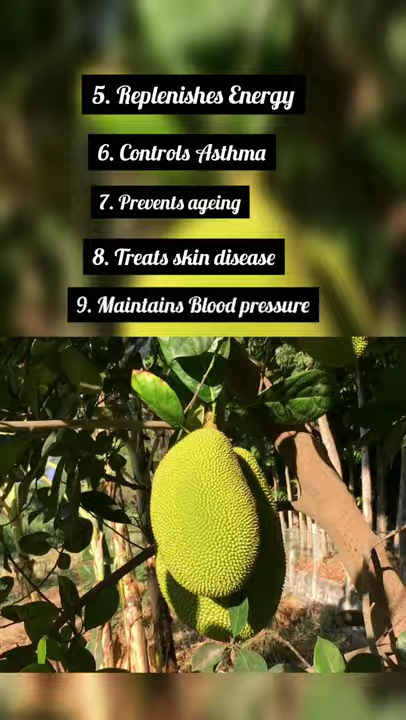 5. Replenishes Energy
6. Controls Asthma
7. Prevents ageing
8. Treats skin disease
9. Maintains Blood pressure